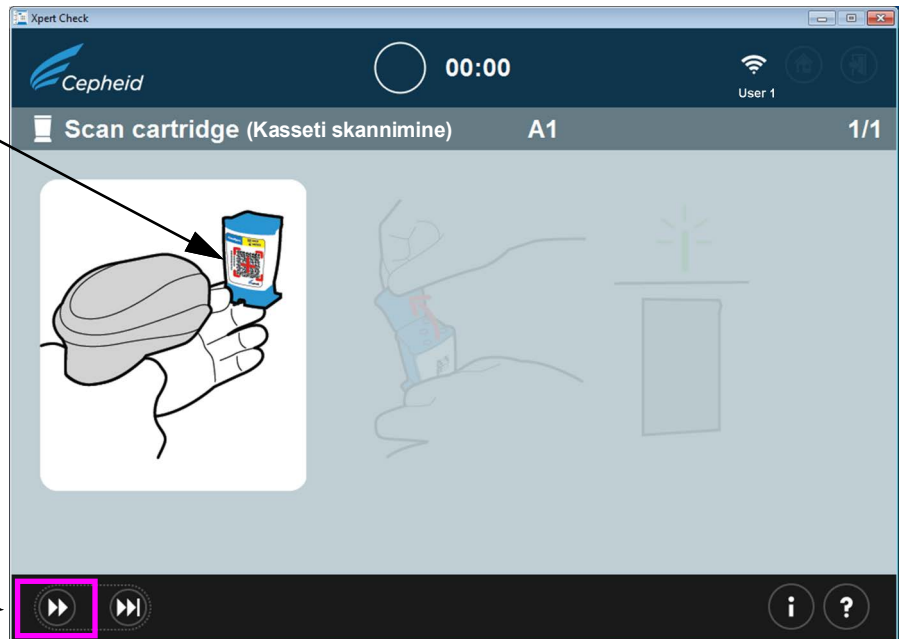 Xpert Check
Cepheid
00:00
User 1
Scan cartridge (Kasseti skannimine) A1 1/1
i ?